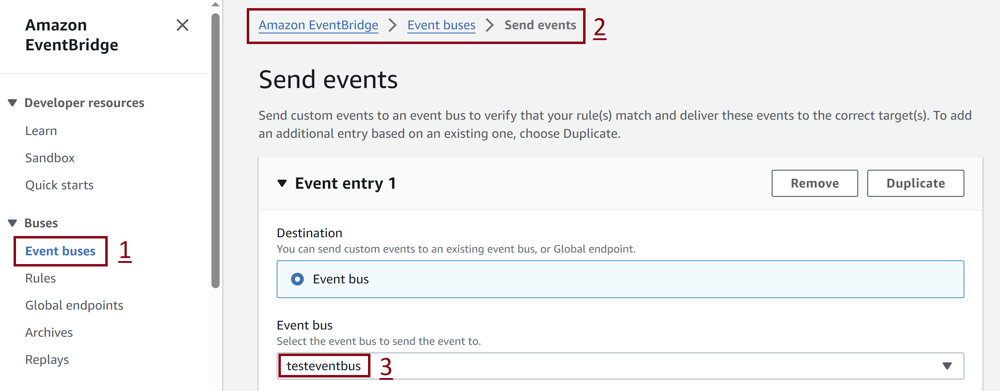 Amazon
EventBridge
Developer resources
Learn
Sandbox
Quick starts
Buses
Event buses 1
Rules
Global endpoints
Archives
Replays
Amazon EventBridge > Event buses > Send events 2
Send events
Send custom events to an event bus to verify that your rule(s) match and deliver these events to the correct target(s). To add
an additional entry based on an existing one, choose Duplicate.
Event entry 1 Remove Duplicate
Destination
You can send custom events to an existing event bus, or Global endpoint.
Event bus
Event bus
Select the event bus to send the event to.
testeventbus 3